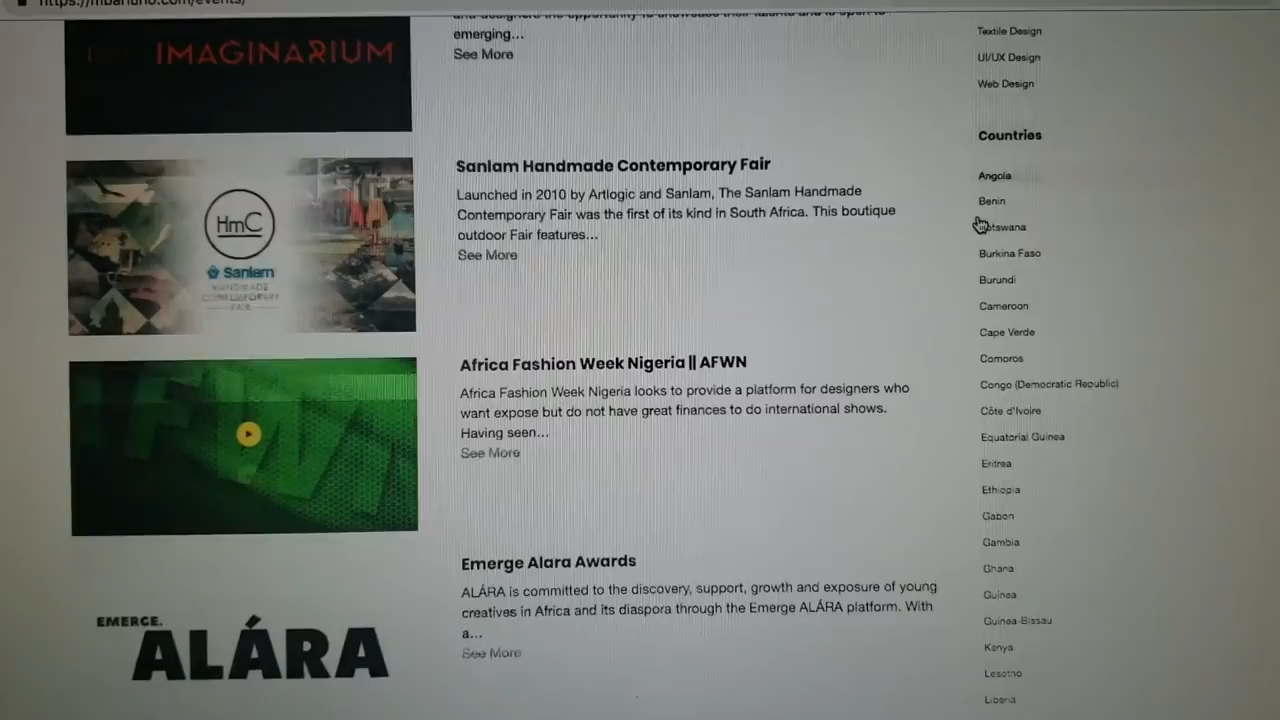 IMAGINARIUM
emerging...
See More
Sanlam Handmade Contemporary Fair
Launched in 2010 by Artlogic and Sanlam, The Sanlam Handmade
Contemporary Fair was the first of its kind in South Africa. This boutique
outdoor Fair features...
See More
HmC
Sanlam
HANDMADE
CONTEMPORARY
FAIR
Africa Fashion Week Nigeria || AFWN
Africa Fashion Week Nigeria looks to provide a platform for designers who
want expose but do not have great finances to do international shows.
Having seen...
See More
Emerge Alara Awards
ALÁRA is committed to the discovery, support, growth and exposure of young
creatives in Africa and its diaspora through the Emerge ALÁRA platform. With
a...
See More
EMERGE.
ALÁRA
Textile Design
UI/UX Design
Web Design
Countries
Angola
Benin
Botswana
Burkina Faso
Burundi
Cameroon
Cape Verde
Comoros
Congo (Democratic Republic)
Côte d'Ivoire
Equatorial Guinea
Eritrea
Ethiopia
Gabon
Gambia
Ghana
Guinea
Guinea-Bissau
Kenya
Lesotho
Liberia